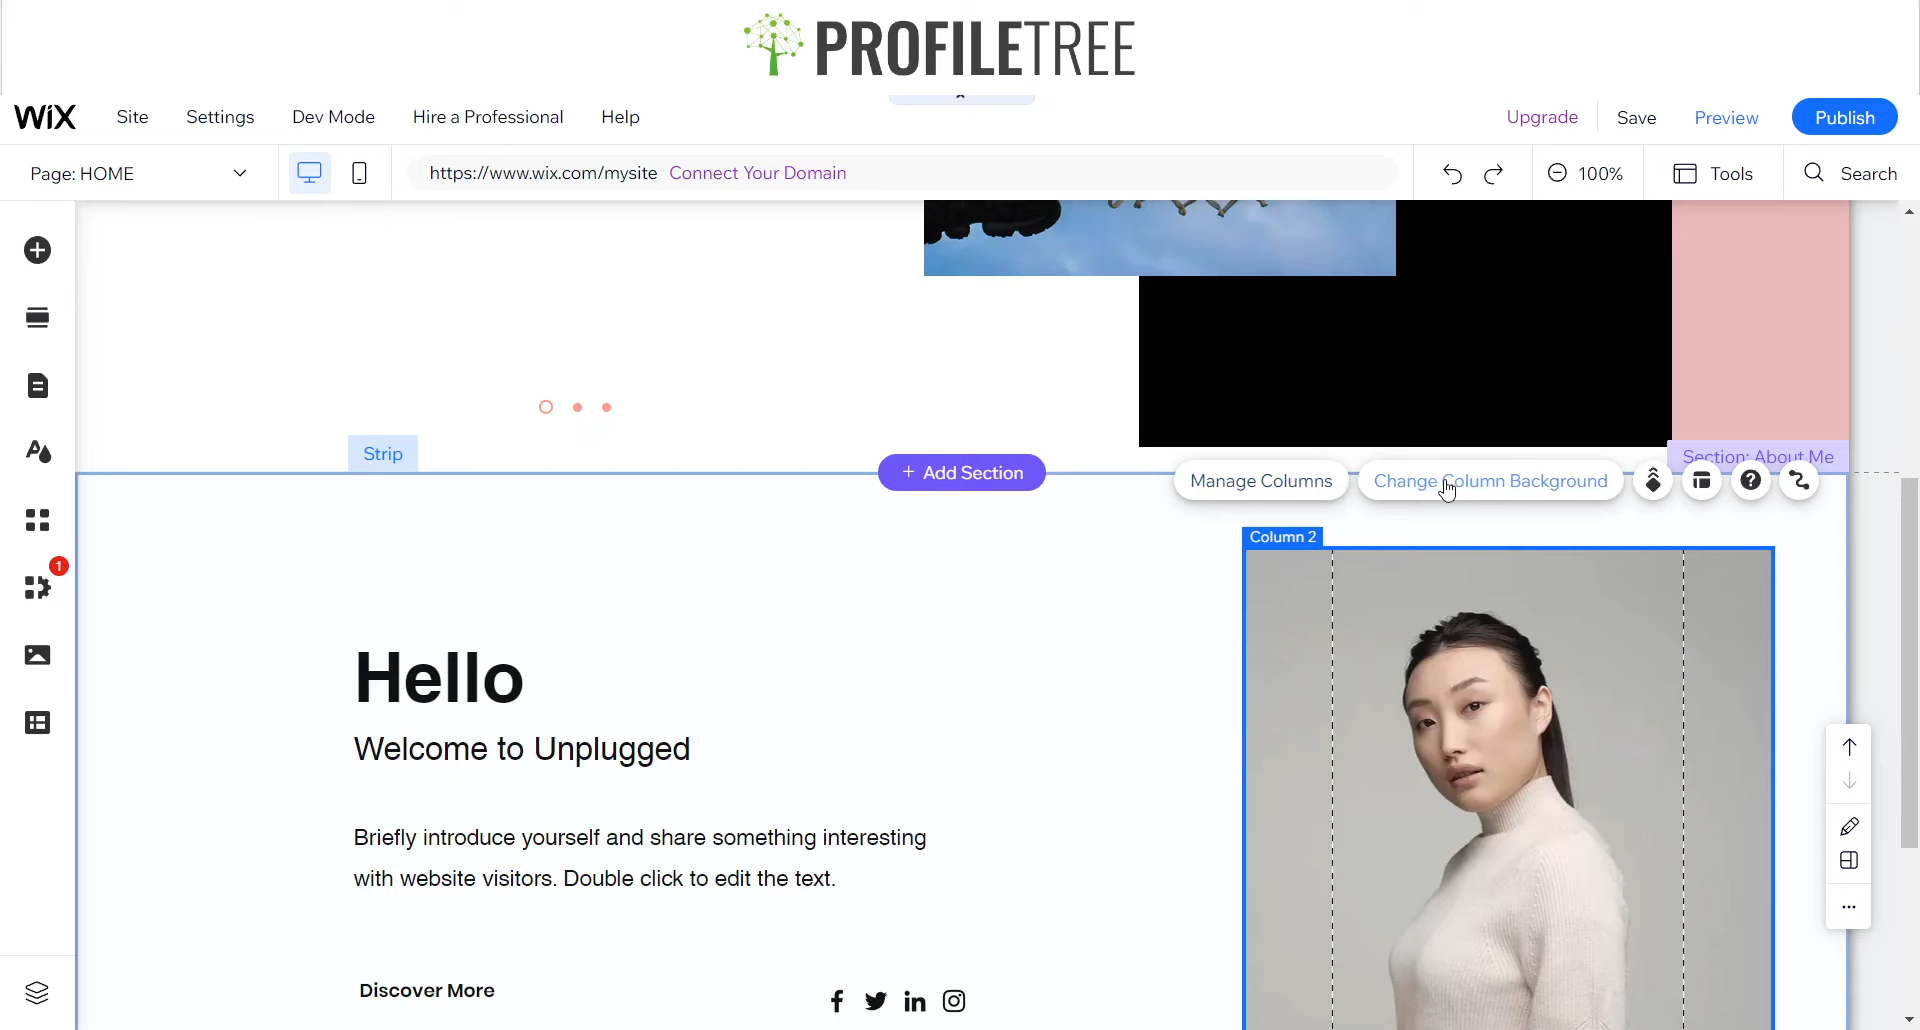 PROFILETREE
WIX Site Settings Dev Mode Hire a Professional Help Upgrade Save Preview Publish
Page: HOME https://www.wix.com/mysite Connect Your Domain 100% Tools Search
Strip
Section: About Me
+ Add Section
Manage Columns Change Column Background
Column 2
1
Hello
Welcome to Unplugged
Briefly introduce yourself and share something interesting
with website visitors. Double click to edit the text.
Discover More